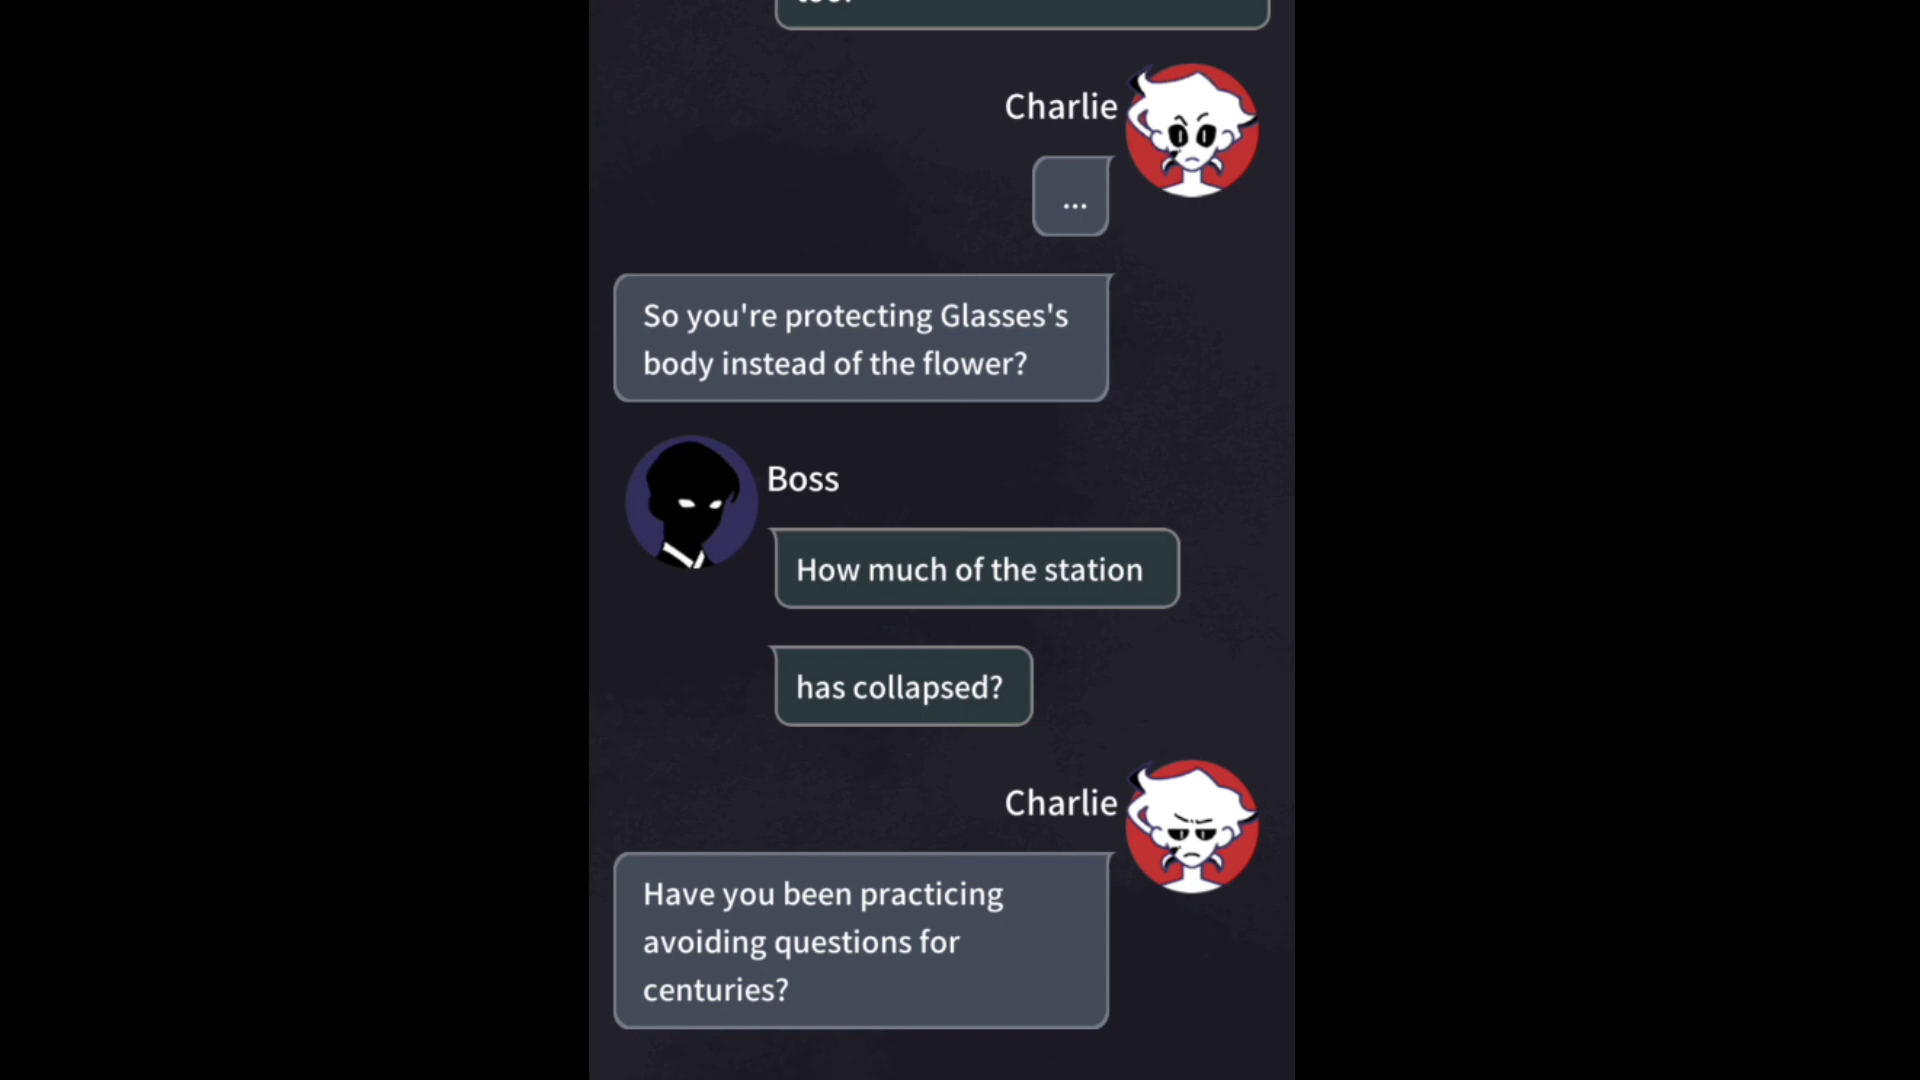 Charlie
...
So you're protecting Glasses's
body instead of the flower?
Boss
How much of the station
has collapsed?
Charlie
Have you been practicing
avoiding questions for
centuries?